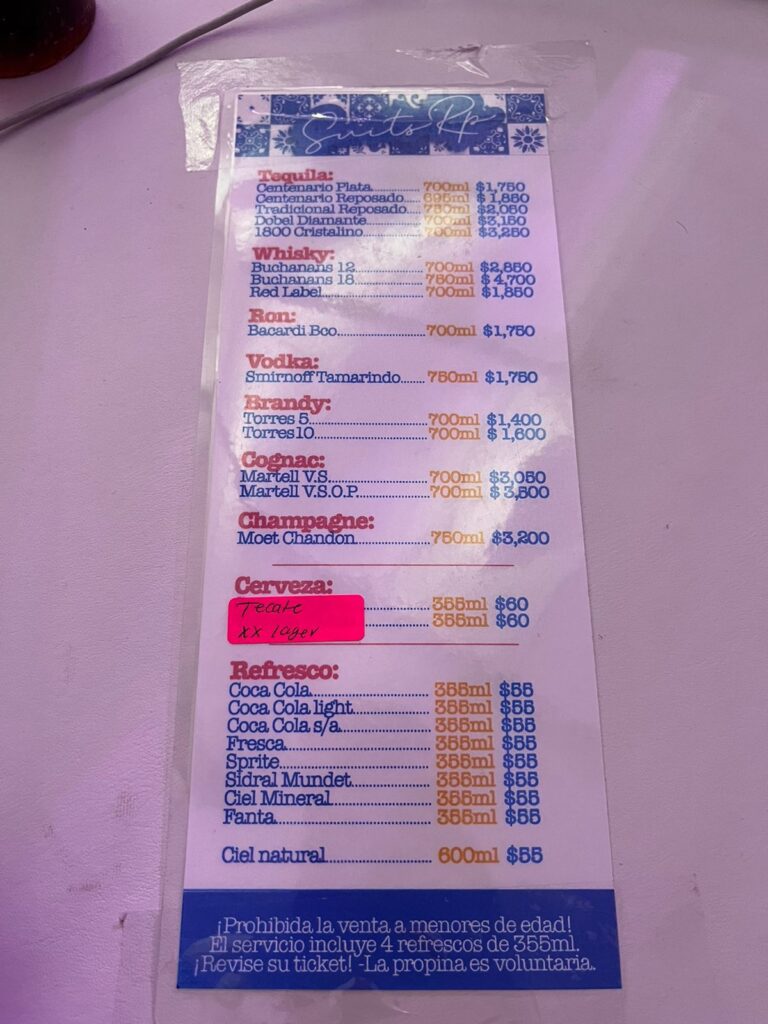 Suits Rp
Tequila:
Centenario Plata............ 700ml $1,750
Centenario Reposado.... 695ml $1,850
Tradicional Reposado.... 750ml $2,050
Dobel Diamante............ 700ml $3,150
1800 Cristalino............ 700ml $3,250
Whisky:
Buchanans 12............ 700ml $2,850
Buchanans 18............ 750ml $4,700
Red Label............ 700ml $1,850
Ron:
Bacardi Bco............ 700ml $1,750
Vodka:
Smirnoff Tamarindo....... 750ml $1,750
Brandy:
Torres 5............ 700ml $1,400
Torres10............ 700ml $1,600
Cognac:
Martell V.S............ 700ml $3,050
Martell V.S.O.P............ 700ml $3,500
Champagne:
Moet Chandon............ 750ml $3,200
Cerveza:
Tecate ............ 355ml $60
XX lager ............ 355ml $60
Refresco:
Coca Cola............ 355ml $55
Coca Cola light............ 355ml $55
Coca Cola s/a............ 355ml $55
Fresca............ 355ml $55
Sprite............ 355ml $55
Sidral Mundet............ 355ml $55
Ciel Mineral............ 355ml $55
Fanta............ 355ml $55
Ciel natural............ 600ml $55
¡Prohibida la venta a menores de edad!
El servicio incluye 4 refrescos de 355ml.
¡Revise su ticket! -La propina es voluntaria.